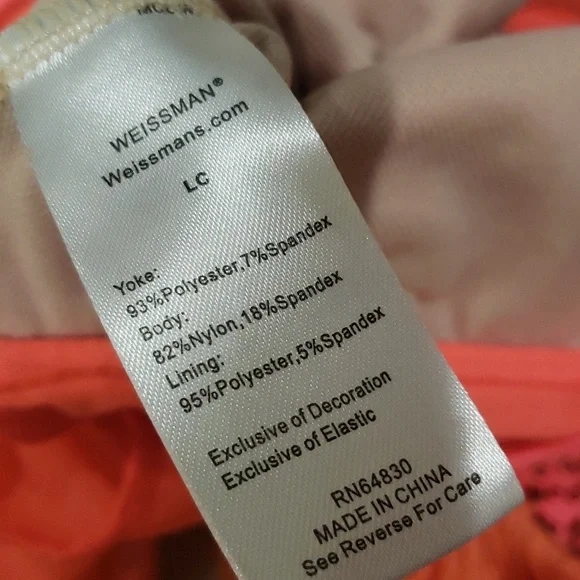 WEISSMAN®
Weissmans.com
LC
Yoke:
93%Polyester,7%Spandex
Body:
82%Nylon,18%Spandex
Lining:
95%Polyester,5%Spandex
Exclusive of Decoration
Exclusive of Elastic
RN64830
MADE IN CHINA
See Reverse For Care